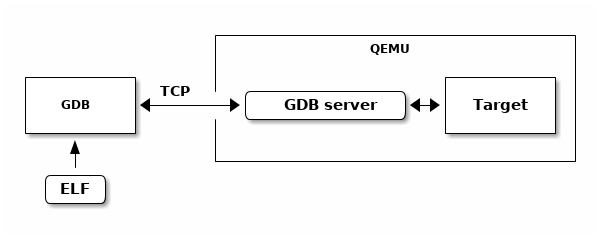 QEMU
TCP
GDB
GDB server
Target
ELF